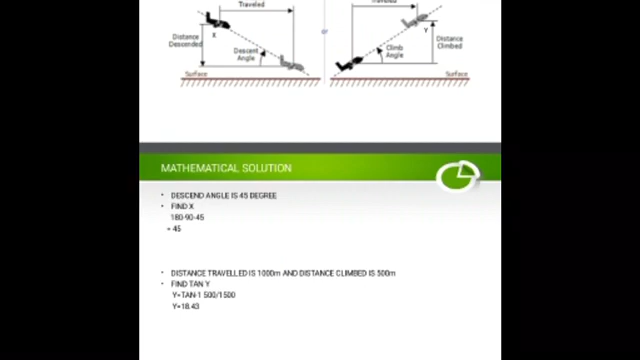 Traveled
Traveled
Distance
Descended
X
Descent
Angle
Surface
or
Y
Climb
Angle
Distance
Climbed
Surface
MATHEMATICAL SOLUTION
• DESCEND ANGLE IS 45 DEGREE
• FIND X
180-90-45
= 45
• DISTANCE TRAVELLED IS 1000m AND DISTANCE CLIMBED IS 500m
• FIND TAN Y
Y=TAN-1 500/1500
Y=18.43